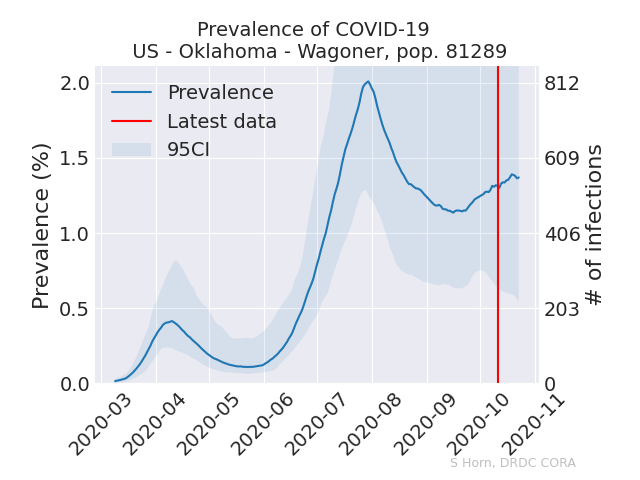 Prevalence of COVID-19
US - Oklahoma - Wagoner, pop. 81289
Prevalence
Latest data
95CI
Prevalence (%)
2.0
1.5
1.0
0.5
0.0
812
609
406
203
0
# of infections
2020-03
2020-04
2020-05
2020-06
2020-07
2020-08
2020-09
2020-10
2020-11
S Horn, DRDC CORA